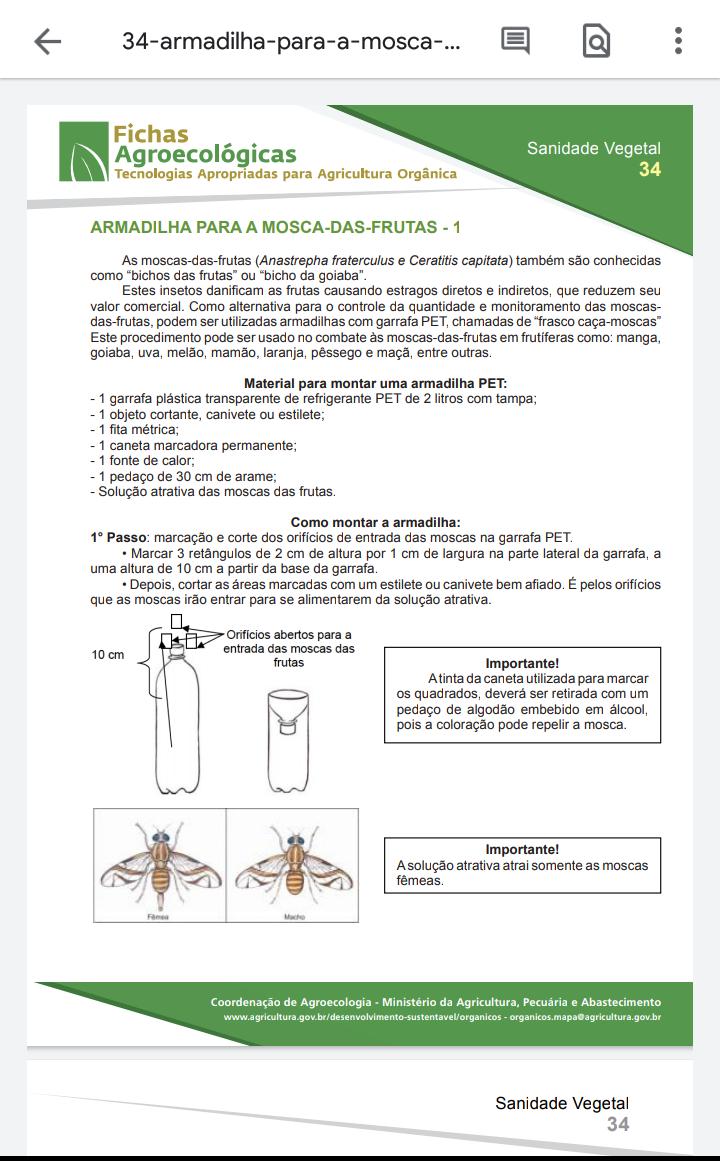 34-armadilha-para-a-mosca-...
Fichas
Agroecológicas
Tecnologias Apropriadas para Agricultura Orgânica
Sanidade Vegetal
34
ARMADILHA PARA A MOSCA-DAS-FRUTAS - 1
As moscas-das-frutas (Anastrepha fraterculus e Ceratitis capitata) também são conhecidas
como “bichos das frutas” ou “bicho da goiaba”.
Estes insetos danificam as frutas causando estragos diretos e indiretos, que reduzem seu
valor comercial. Como alternativa para o controle da quantidade e monitoramento das moscas-
das-frutas, podem ser utilizadas armadilhas com garrafa PET, chamadas de “frasco caça-moscas”
Este procedimento pode ser usado no combate às moscas-das-frutas em frutíferas como: manga,
goiaba, uva, melão, mamão, laranja, pêssego e maçã, entre outras.
Material para montar uma armadilha PET:
- 1 garrafa plástica transparente de refrigerante PET de 2 litros com tampa;
- 1 objeto cortante, canivete ou estilete;
- 1 fita métrica;
- 1 caneta marcadora permanente;
- 1 fonte de calor;
- 1 pedaço de 30 cm de arame;
- Solução atrativa das moscas das frutas.
Como montar a armadilha:
1° Passo: marcação e corte dos orifícios de entrada das moscas na garrafa PET.
• Marcar 3 retângulos de 2 cm de altura por 1 cm de largura na parte lateral da garrafa, a
uma altura de 10 cm a partir da base da garrafa.
• Depois, cortar as áreas marcadas com um estilete ou canivete bem afiado. É pelos orifícios
que as moscas irão entrar para se alimentarem da solução atrativa.
10 cm
Orifícios abertos para a
entrada das moscas das
frutas
Importante!
A tinta da caneta utilizada para marcar
os quadrados, deverá ser retirada com um
pedaço de algodão embebido em álcool,
pois a coloração pode repelir a mosca.
Fêmea
Macho
Importante!
A solução atrativa atrai somente as moscas
fêmeas.
Coordenação de Agroecologia - Ministério da Agricultura, Pecuária e Abastecimento
www.agricultura.gov.br/desenvolvimento-sustentavel/organicos - organicos.mapa@agricultura.gov.br
Sanidade Vegetal
34